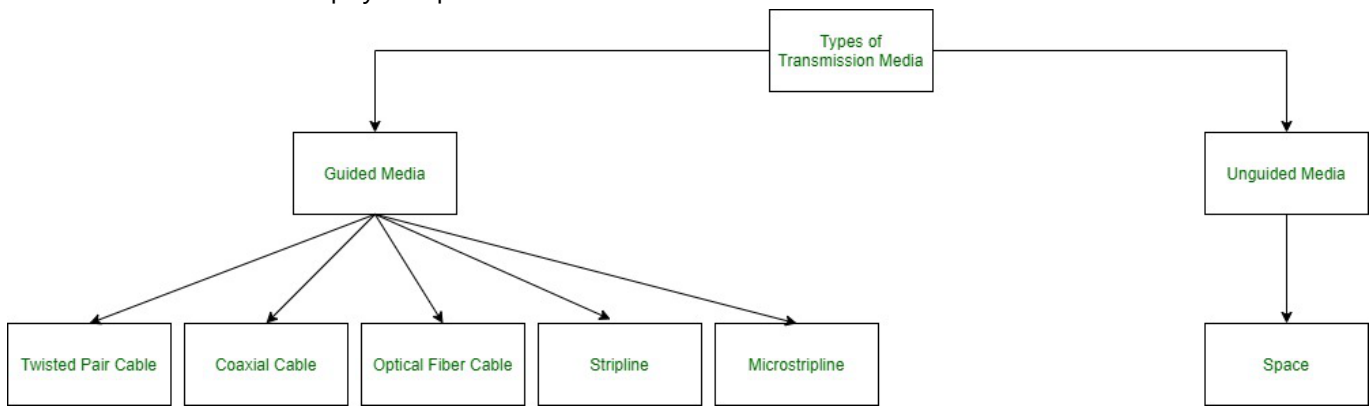 Types of
Transmission Media
Guided Media
Unguided Media
Twisted Pair Cable
Coaxial Cable
Optical Fiber Cable
Stripline
Microstripline
Space